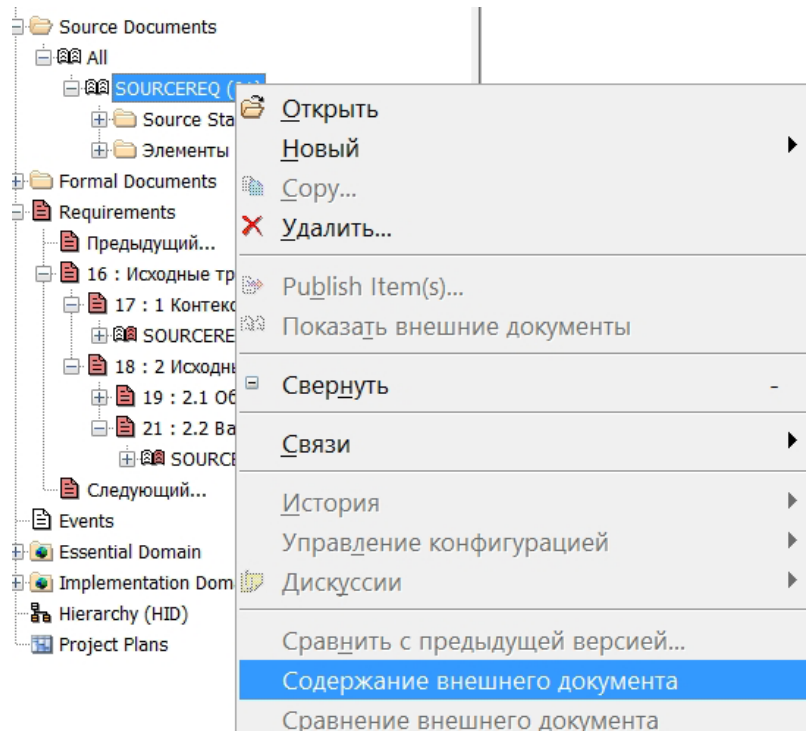 Source Documents
All
SOURCEREQ (
Source Sta
Элементы
Formal Documents
Requirements
Предыдущий...
16 : Исходные тр
17 : 1 Контекс
SOURCERE
18 : 2 Исходнь
19 : 2.1 Об
21 : 2.2 Ва
SOURCE
Следующий...
Events
Essential Domain
Implementation Dom
Hierarchy (HID)
Project Plans
Открыть
Новый
Copy...
Удалить...
Publish Item(s)...
Показать внешние документы
Свернуть -
Связи
История
Управление конфигурацией
Дискуссии
Сравнить с предыдущей версией...
Содержание внешнего документа
Сравнение внешнего документа